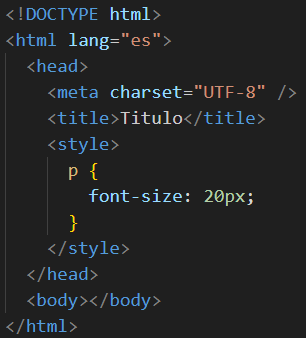 <!DOCTYPE html>
<html lang="es">
<head>
<meta charset="UTF-8" />
<title>Titulo</title>
<style>
p {
font-size: 20px;
}
</style>
</head>
<body></body>
</html>